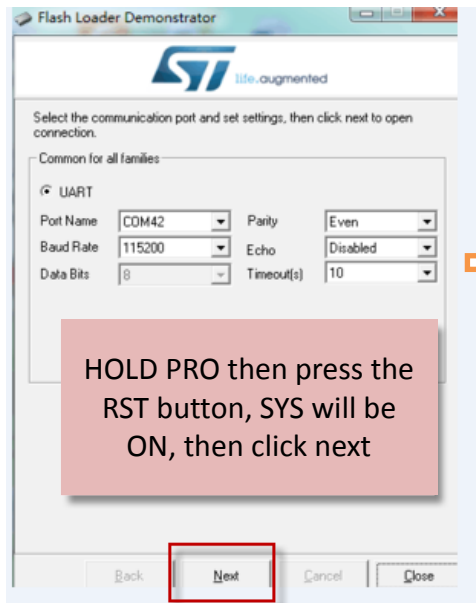 Flash Loader Demonstrator
life.augmented
Select the communication port and set settings, then click next to open
connection.
Common for all families
UART
Port Name COM42 Parity Even
Baud Rate 115200 Echo Disabled
Data Bits 8 Timeout(s) 10
HOLD PRO then press the
RST button, SYS will be
ON, then click next
Back Next Cancel Close